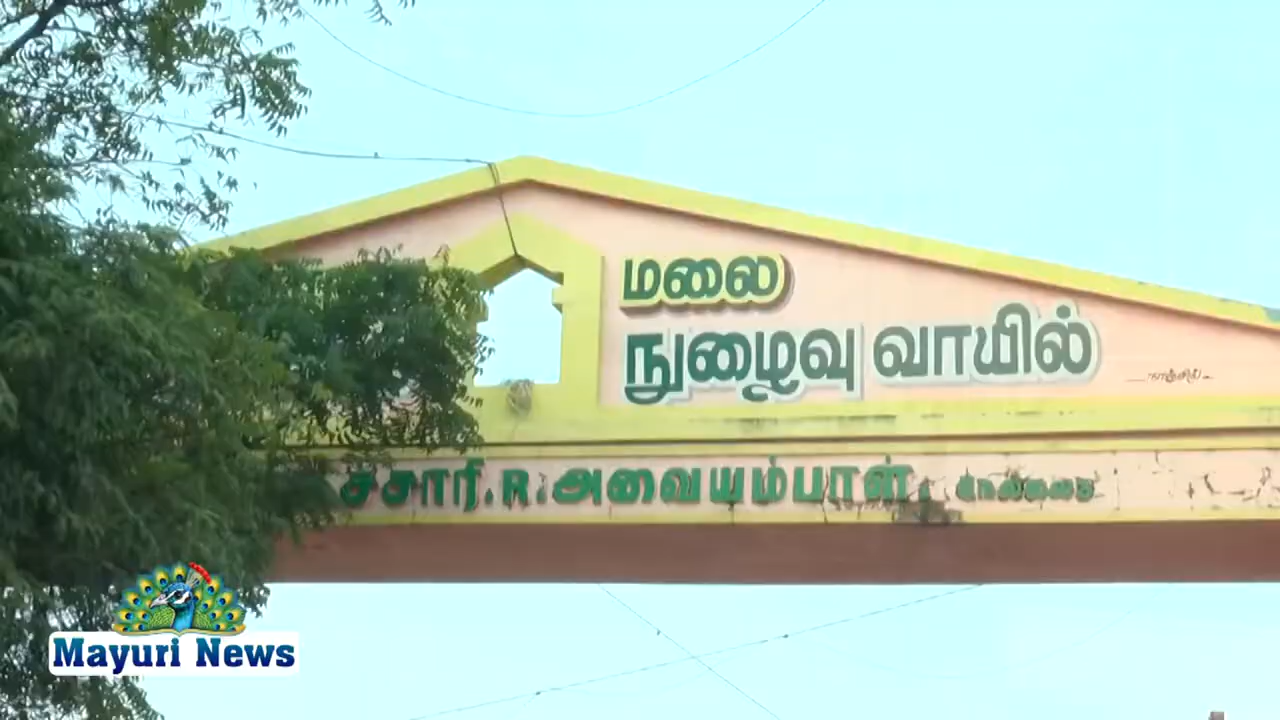 மலை
நுழைவு வாயில்
நாஞ்சில்
ச்சாரி.R.அவையம்பாள்.
Mayuri News